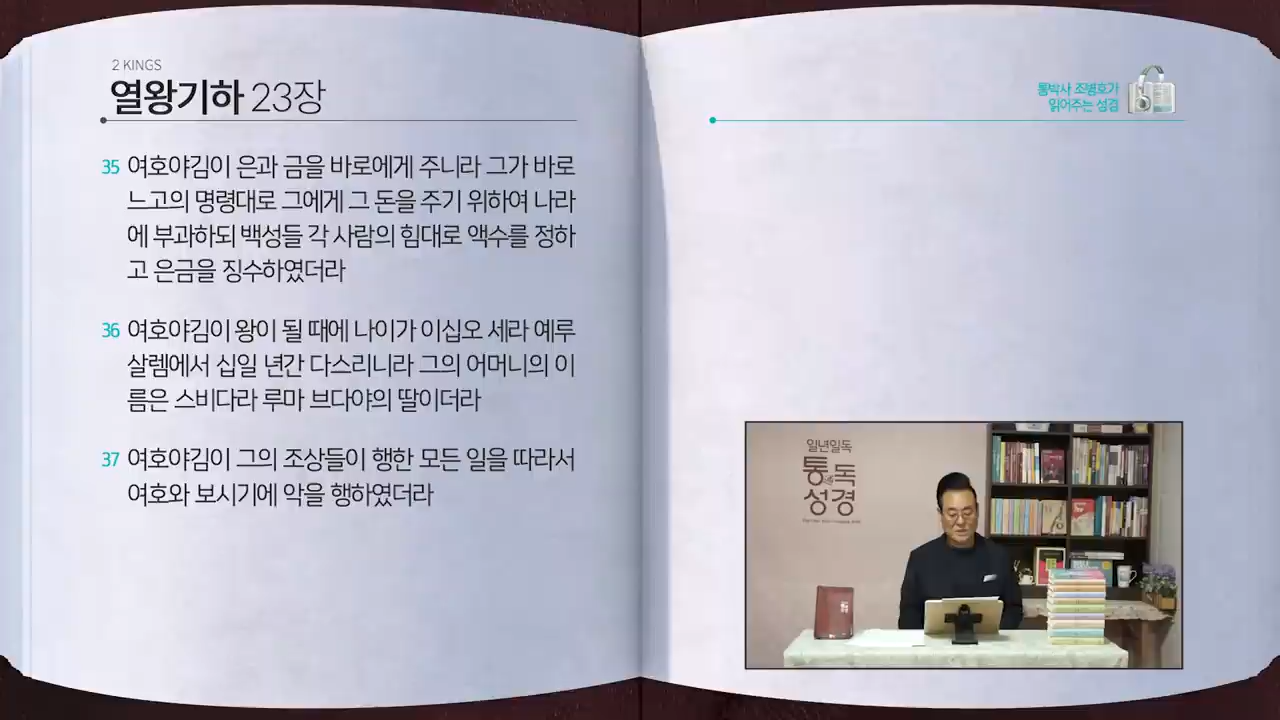 2 KINGS
열왕기하 23장
35 여호야김이 은과 금을 바로에게 주니라 그가 바로
느고의 명령대로 그에게 그 돈을 주기 위하여 나라
에 부과하되 백성들 각 사람의 힘대로 액수를 정하
고 은금을 징수하였더라
36 여호야김이 왕이 될 때에 나이가 이십오 세라 예루
살렘에서 십일 년간 다스리니라 그의 어머니의 이
름은 스비다라 루마 브다야의 딸이더라
37 여호야김이 그의 조상들이 행한 모든 일을 따라서
여호와 보시기에 악을 행하였더라
통박사 조병호가
읽어주는 성경
일년일독
통독
성경